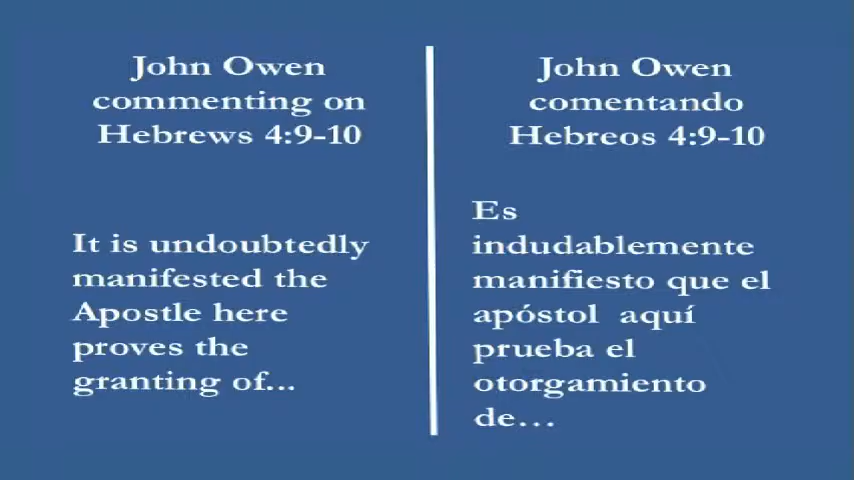 John Owen
commenting on
Hebrews 4:9-10
It is undoubtedly
manifested the
Apostle here
proves the
granting of...
John Owen
comentando
Hebreos 4:9-10
Es
indudablemente
manifiesto que el
apóstol aquí
prueba el
otorgamiento
de...